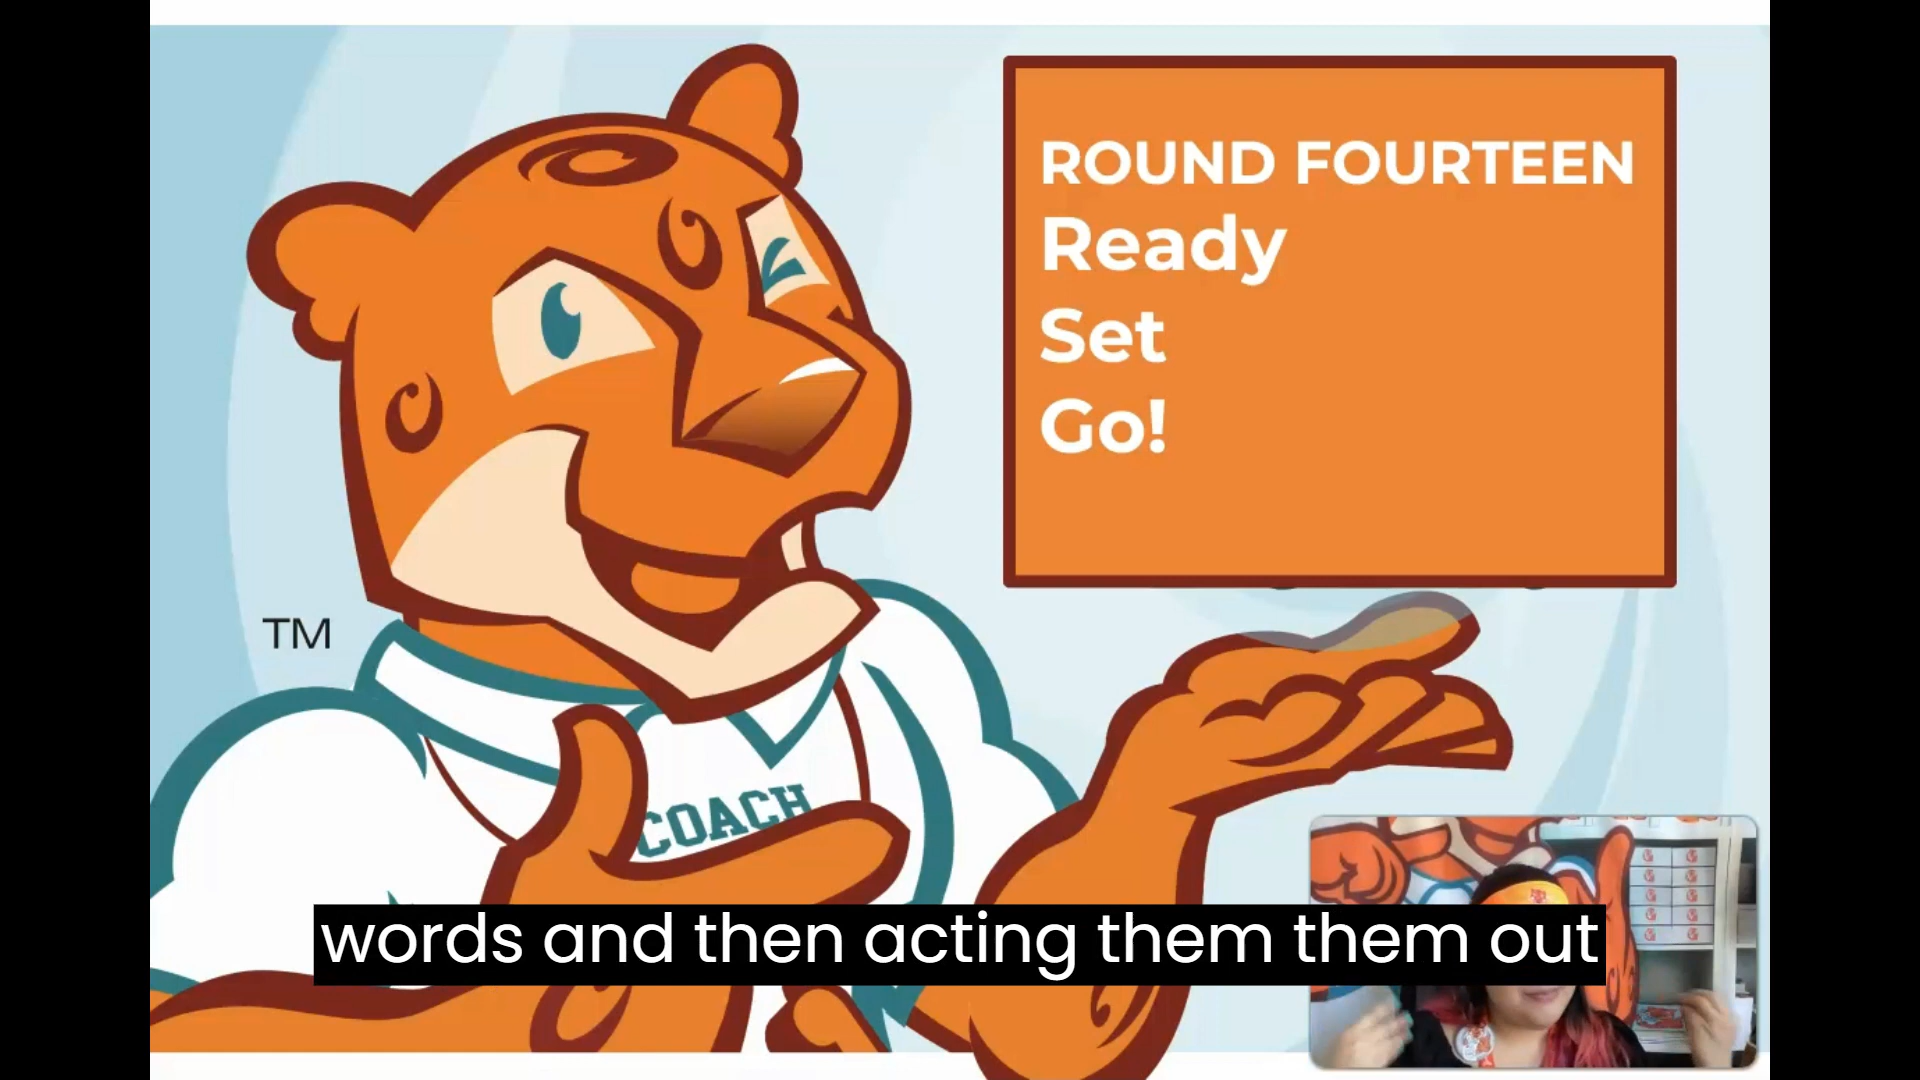 ROUND FOURTEEN
Ready
Set
Go!
TM
COACH
words and then acting them them out